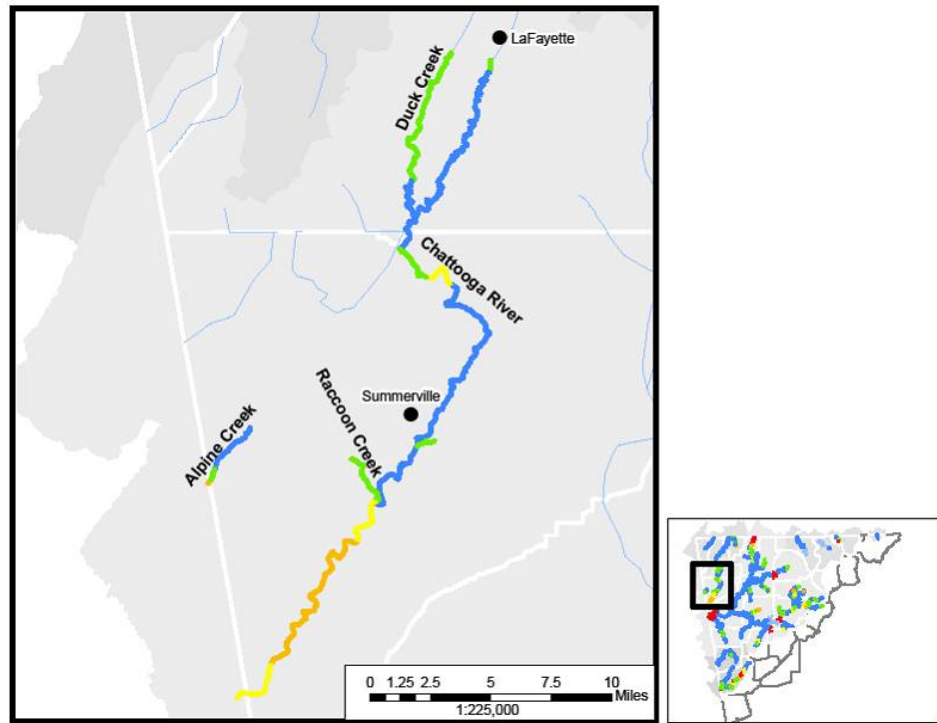 LaFayette
Duck Creek
Chattooga River
Summerville
Raccoon Creek
Alpine Creek
0 1.25 2.5 5 7.5 10
Miles
1:225,000